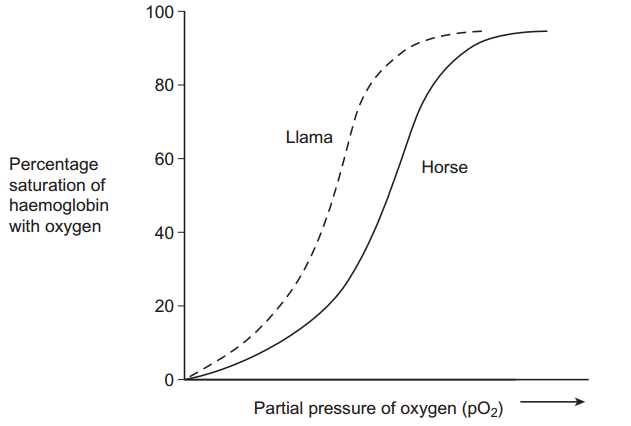 100
80
Llama
60
Horse
Percentage
saturation of
haemoglobin
with oxygen
40
20
0
Partial pressure of oxygen (pO₂)